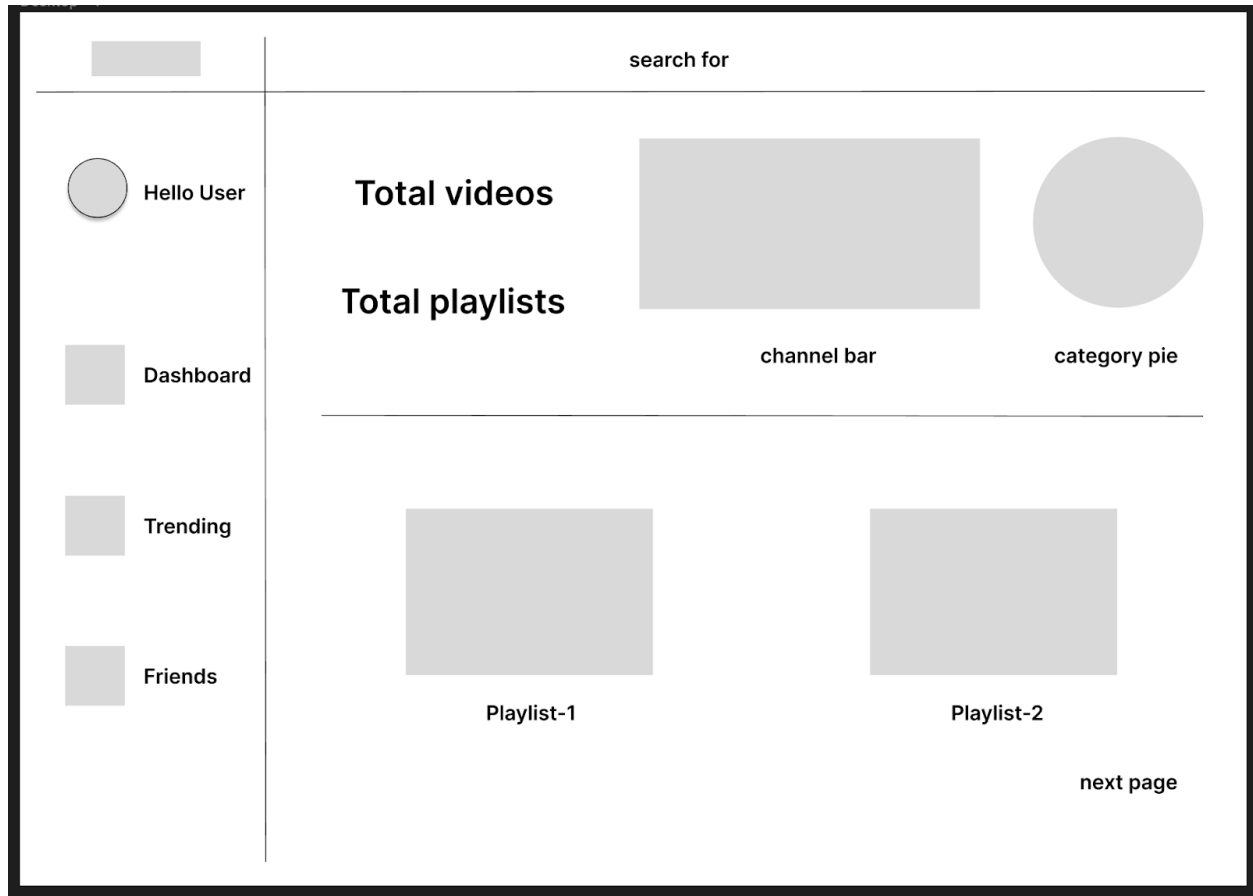 search for
Hello User
Total videos
Total playlists
channel bar
category pie
Dashboard
Trending
Friends
Playlist-1
Playlist-2
next page